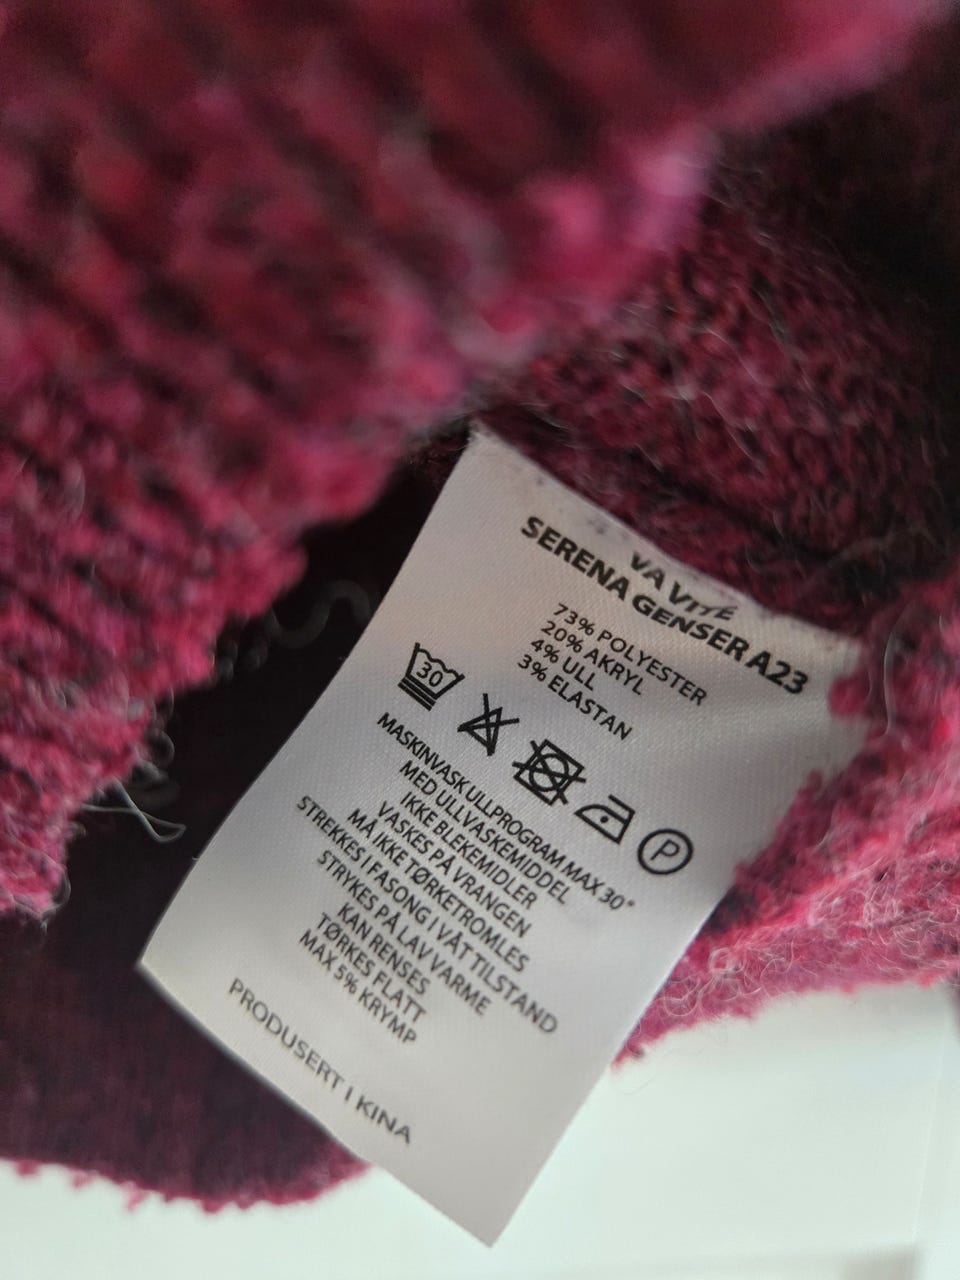 VA VITE
SERENA GENSER A23
73% POLYESTER
20% AKRYL
4% ULL
3% ELASTAN
30
P
MASKINVASK ULLPROGRAM MAX 30°
MED ULLVASKEMIDDEL
IKKE BLEKEMIDLER
VASKES PÅ VRANGEN
MÅ IKKE TØRKETROMLES
STREKKES I FASONG I VÅT TILSTAND
STRYKES PÅ LAV VARME
KAN RENSES
TØRKES FLATT
MAX 5% KRYMP
PRODUSERT I KINA